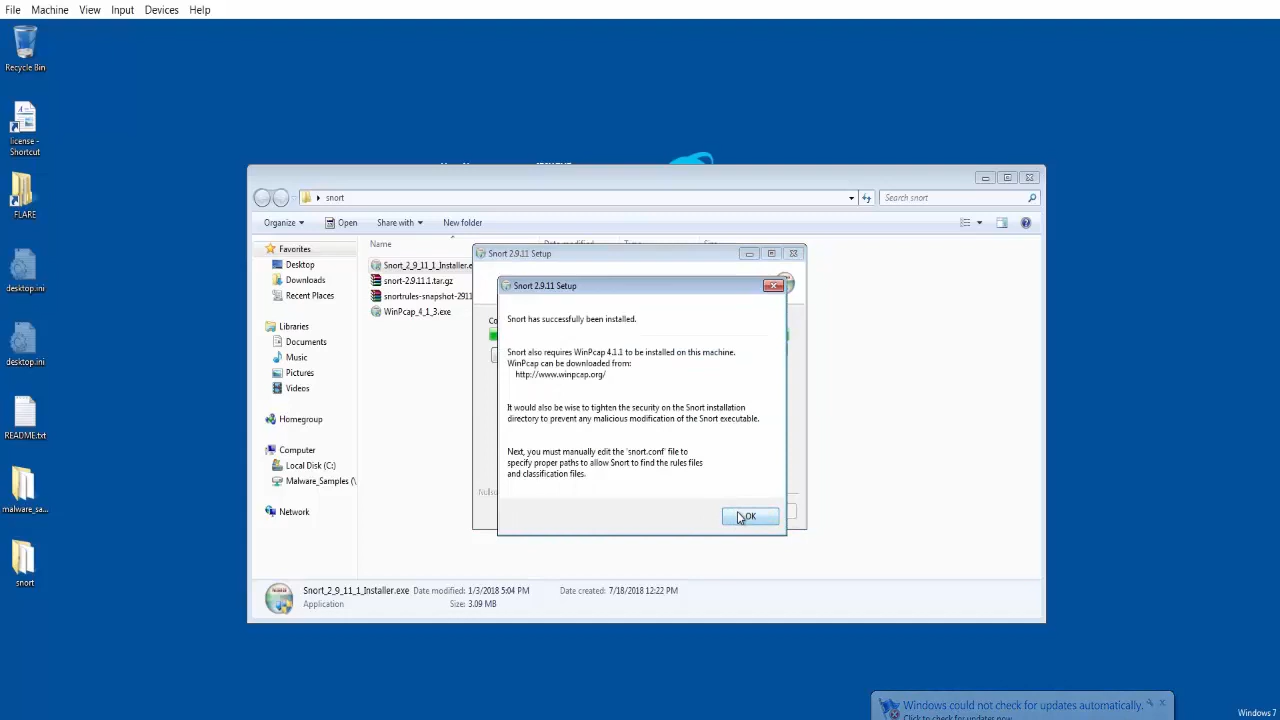 File Machine View Input Devices Help
Recycle Bin
license -
Shortcut
FLARE
desktop.ini
desktop.ini
README.txt
malware_sa...
snort
snort
Search snort
Organize Open Share with New folder
Favorites
Desktop
Downloads
Recent Places
Libraries
Documents
Music
Pictures
Videos
Homegroup
Computer
Local Disk (C:)
Malware_Samples (\
Network
Name
Snort_2_9_11_1_Installer.e
snort-2.9.11.1.tar.gz
snortrules-snapshot-2911
WinPcap_4_1_3.exe
Snort 2.9.11 Setup
Snort 2.9.11 Setup
Snort has successfully been installed.
Snort also requires WinPcap 4.1.1 to be installed on this machine.
WinPcap can be downloaded from:
http://www.winpcap.org/
It would also be wise to tighten the security on the Snort installation
directory to prevent any malicious modification of the Snort executable.
Next, you must manually edit the 'snort.conf' file to
specify proper paths to allow Snort to find the rules files
and classification files.
OK
Snort_2_9_11_1_Installer.exe Date modified: 1/3/2018 5:04 PM Date created: 7/18/2018 12:22 PM
Application Size: 3.09 MB
Windows could not check for updates automatically.
Click to check for updates now.
Windows 7